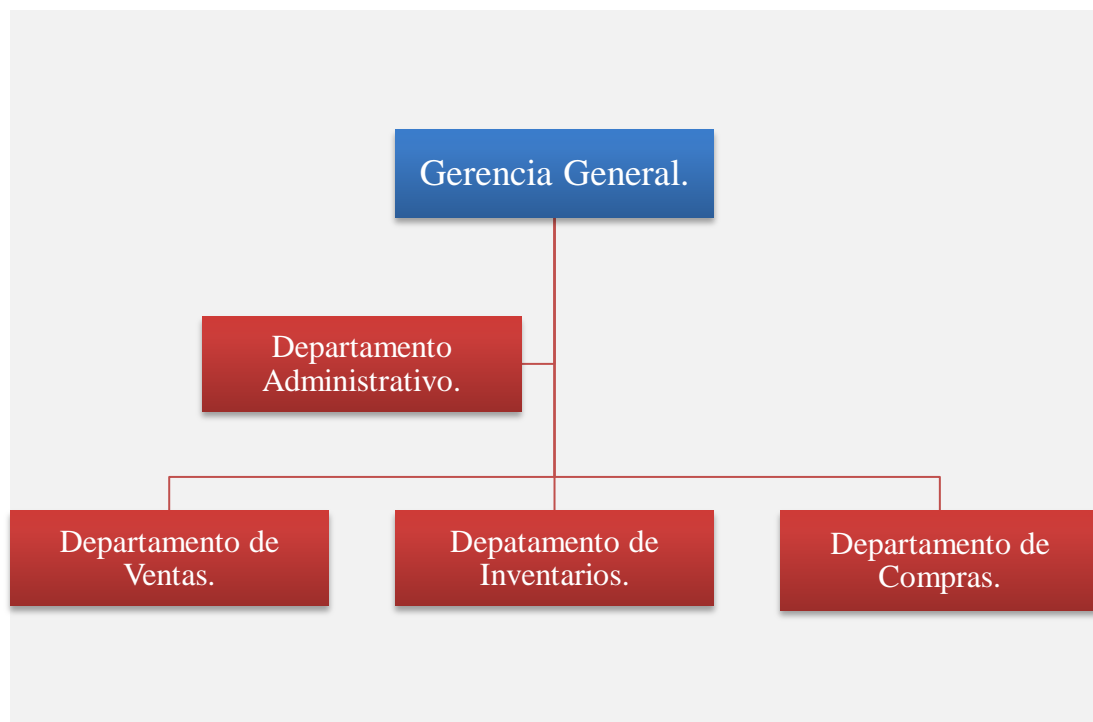 Gerencia General.
Departamento
Administrativo.
Departamento de
Ventas.
Depatamento de
Inventarios.
Departamento de
Compras.